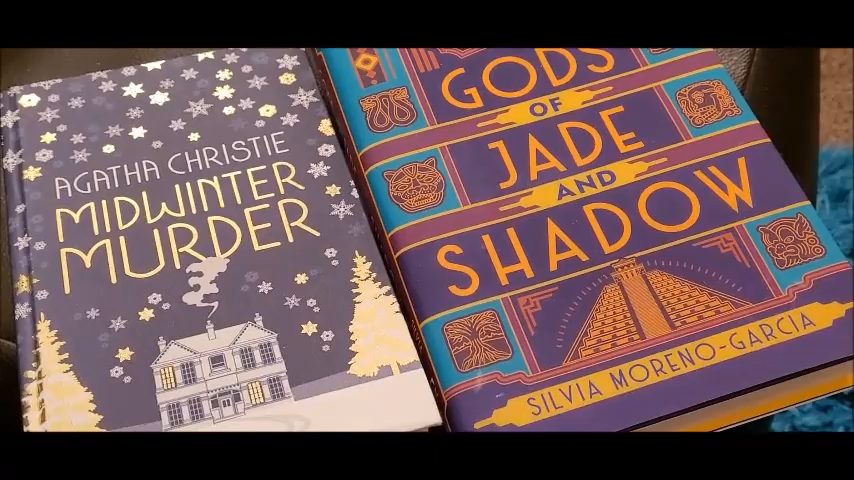 AGATHA CHRISTIE
MIDWINTER
MURDER
GODS
OF
JADE
AND
SHADOW
SILVIA MORENO-GARCIA